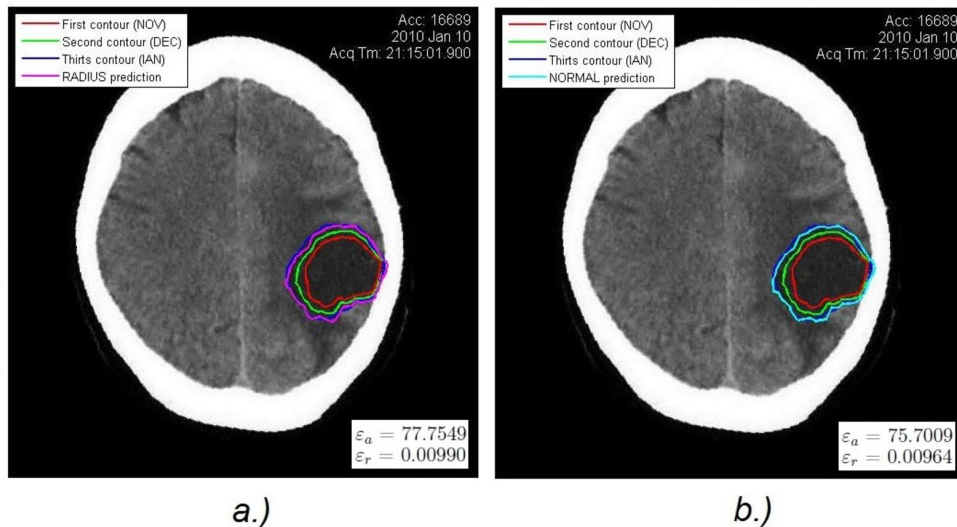 First contour (NOV)
Second contour (DEC)
Thirts contour (IAN)
RADIUS prediction
Acc: 16689
2010 Jan 10
Acq Tm: 21:15:01.900
εₐ = 77.7549
εᵣ = 0.00990
a.)
First contour (NOV)
Second contour (DEC)
Thirts contour (IAN)
NORMAL prediction
Acc: 16689
2010 Jan 10
Acq Tm: 21:15:01.900
εₐ = 75.7009
εᵣ = 0.00964
b.)